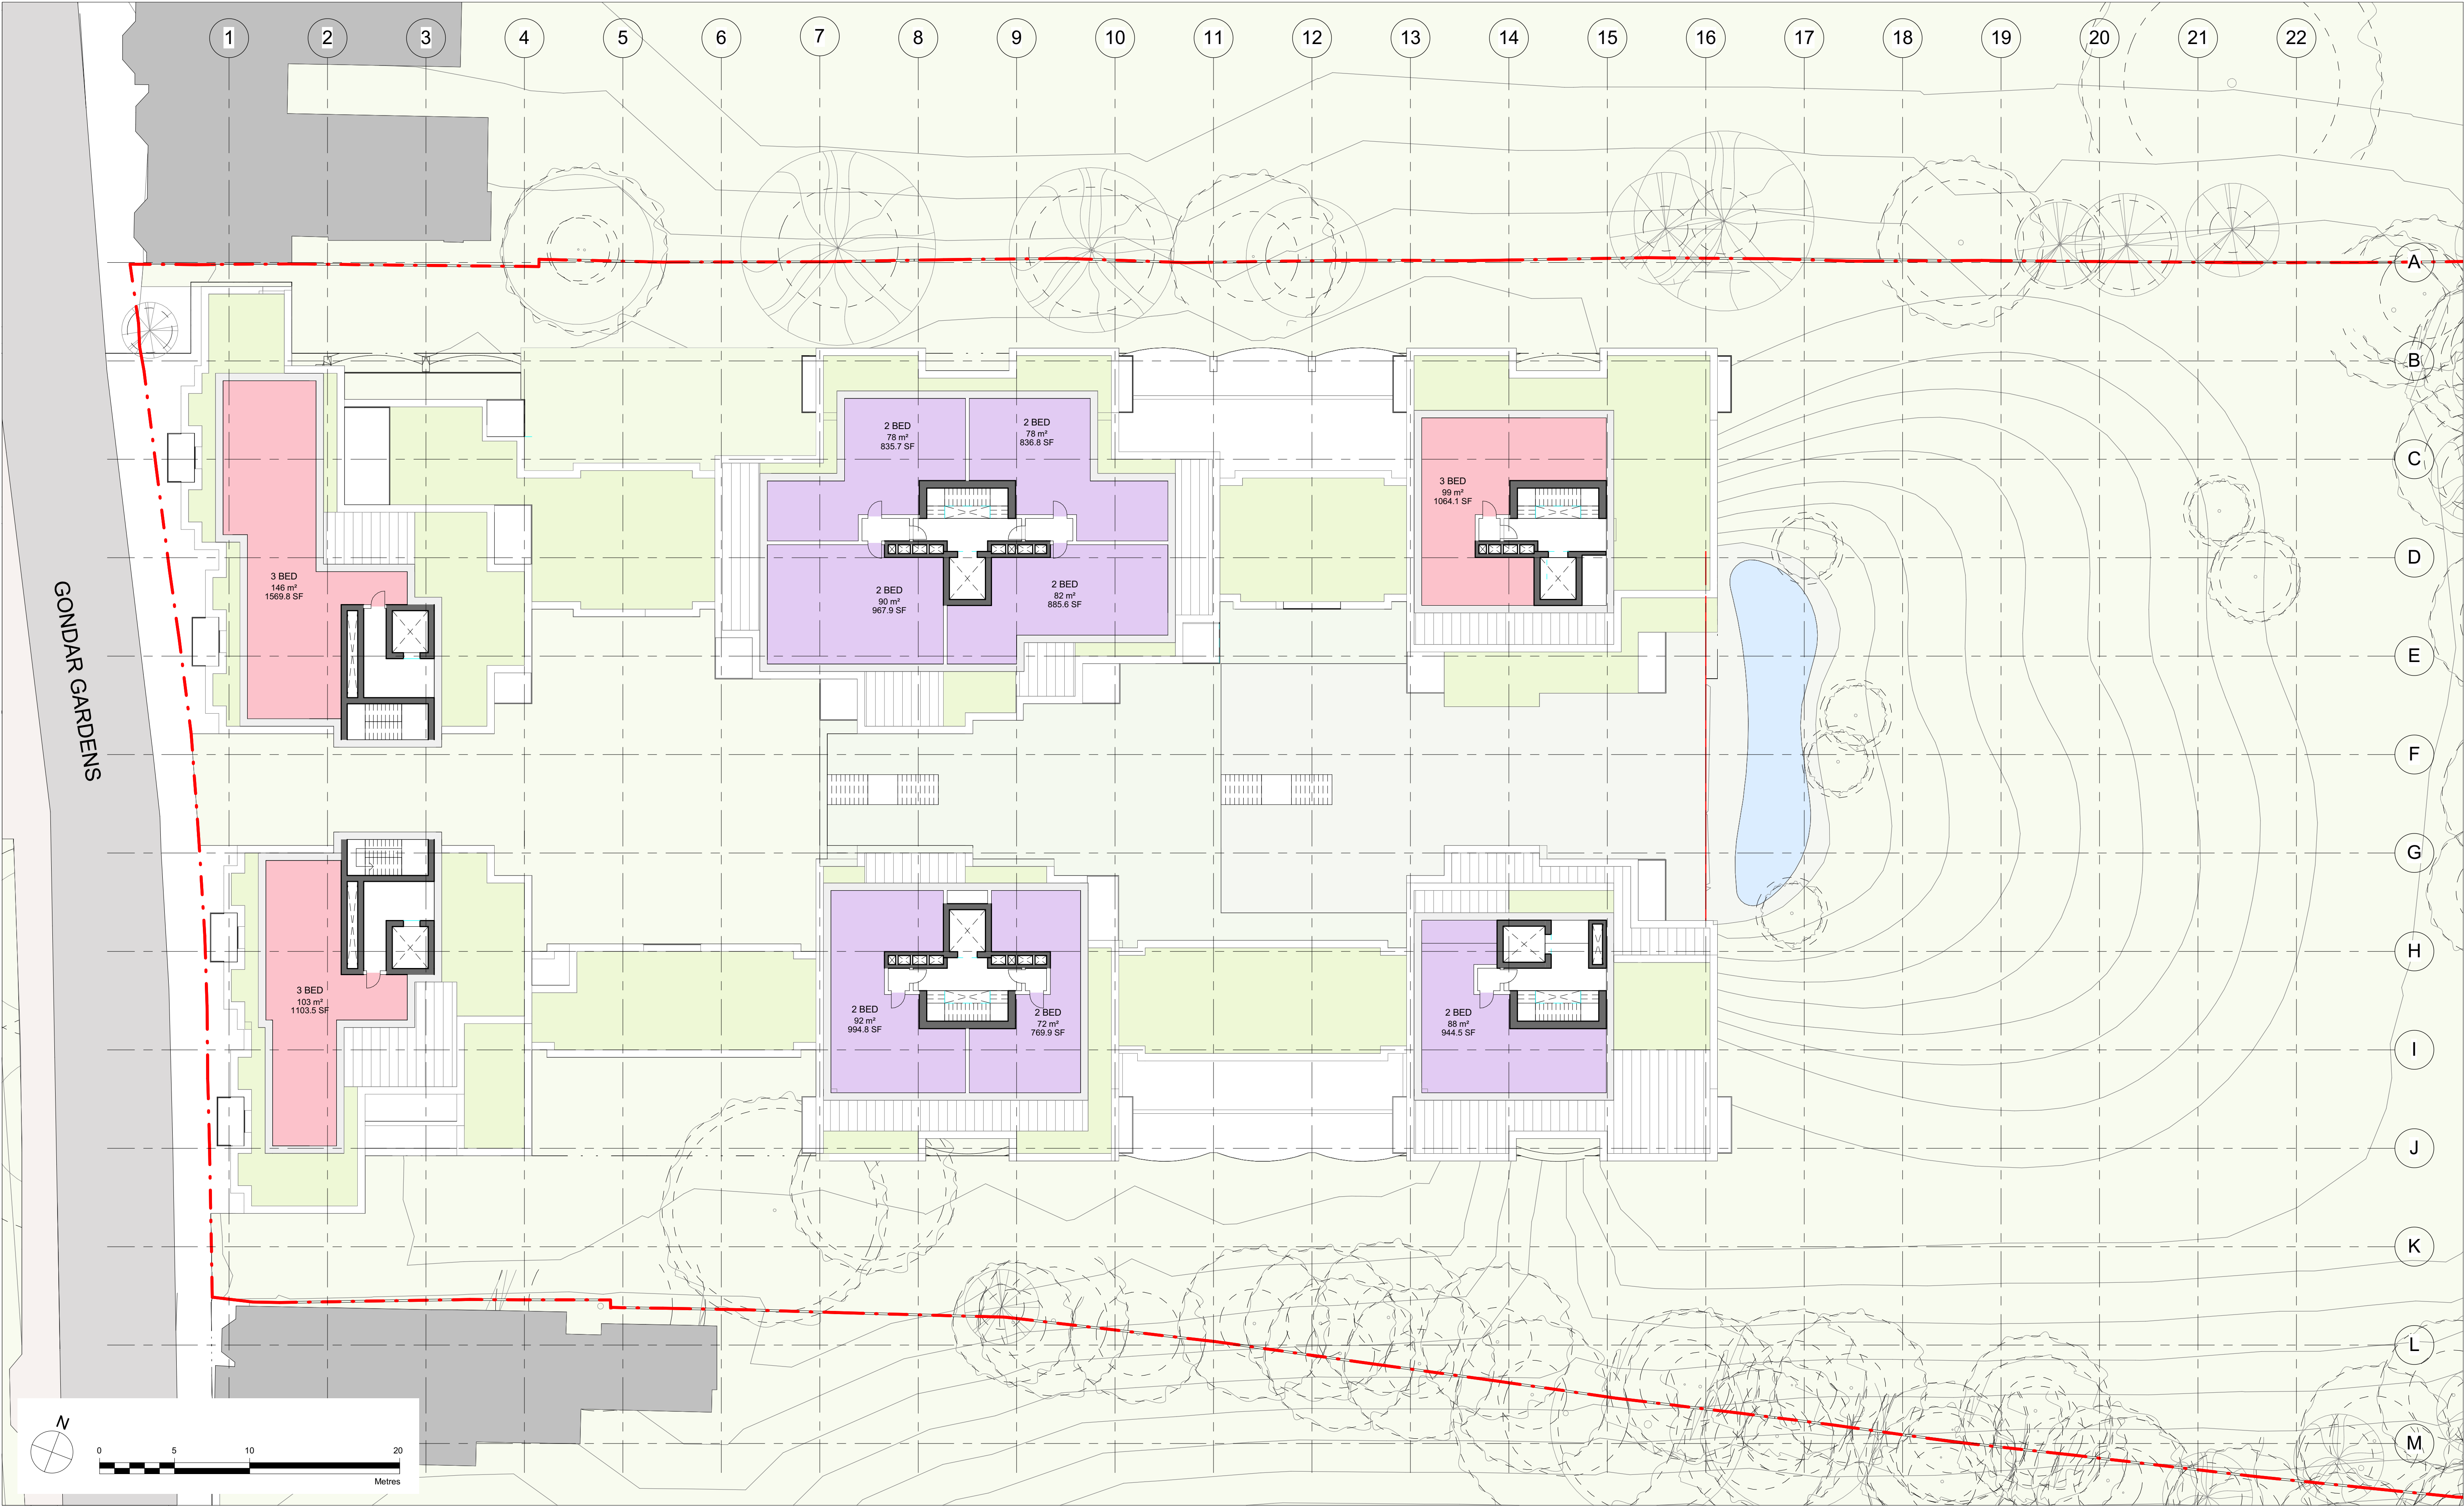 1 2 3 4 5 6 7 8 9 10 11 12 13 14 15 16 17 18 19 20 21 22
A
B
2 BED
78 m²
835.7 SF
2 BED
78 m²
836.8 SF
C
3 BED
99 m²
1064.1 SF
D
3 BED
146 m²
1569.8 SF
2 BED
90 m²
967.9 SF
2 BED
82 m²
885.6 SF
GONDAR GARDENS
E
F
G
H
3 BED
103 m²
1103.5 SF
2 BED
92 m²
994.8 SF
2 BED
72 m²
769.9 SF
2 BED
88 m²
944.5 SF
I
J
K
L
M
N
0 5 10 20
Metres